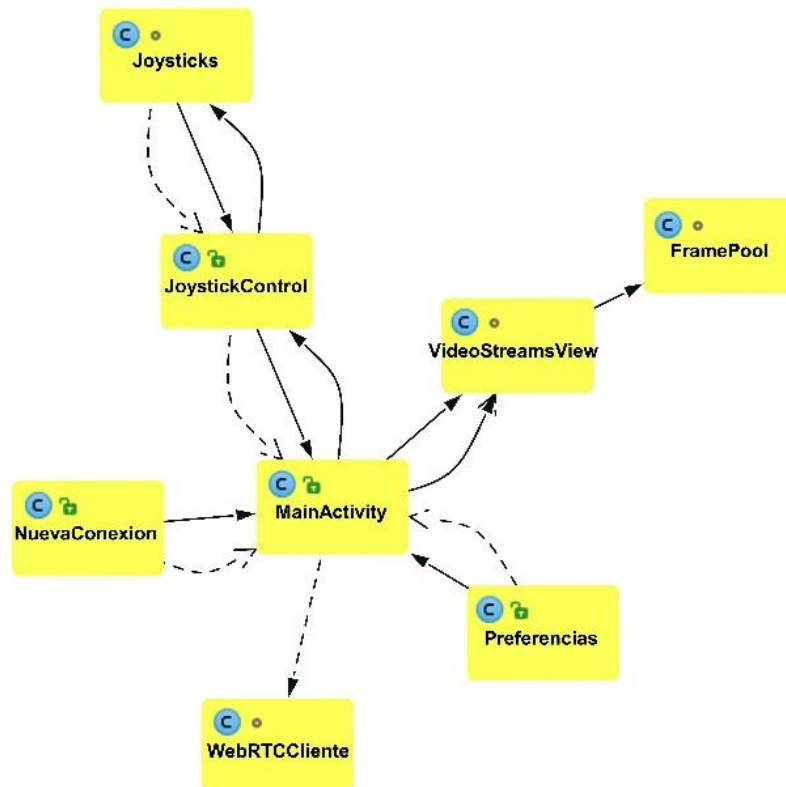 C
Joysticks
C
JoystickControl
C
FramePool
C
VideoStreamsView
C
MainActivity
C
NuevaConexion
C
Preferencias
C
WebRTCCliente